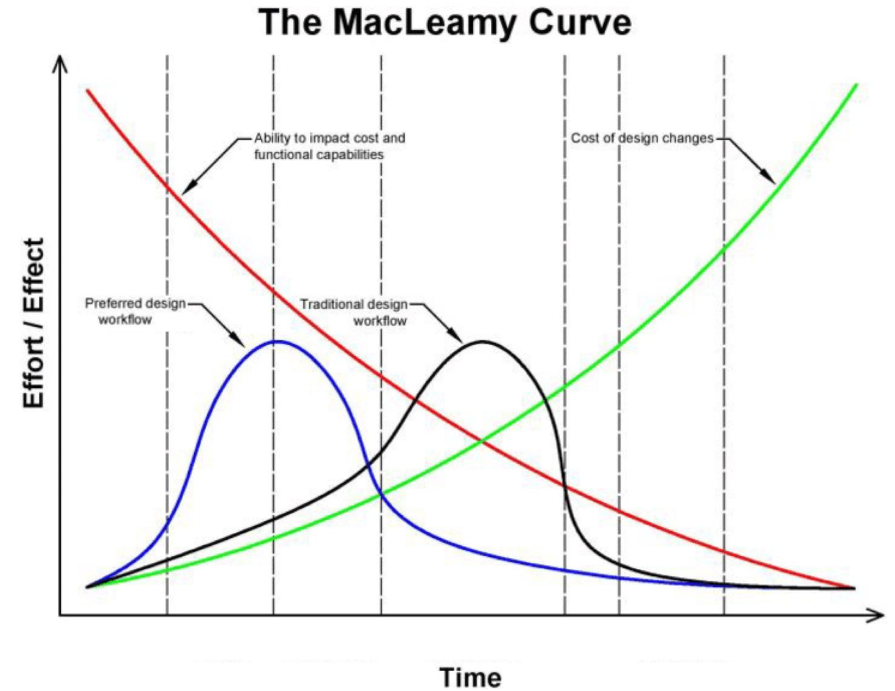 The MacLeamy Curve
Ability to impact cost and
functional capabilities
Cost of design changes
Preferred design
workflow
Traditional design
workflow
Effort / Effect
Time